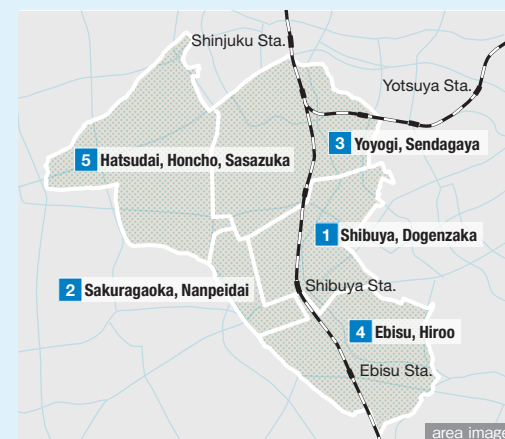 Shinjuku Sta.
Yotsuya Sta.
3 Yoyogi, Sendagaya
5 Hatsudai, Honcho, Sasazuka
1 Shibuya, Dogenzaka
Shibuya Sta.
2 Sakuragaoka, Nanpeidai
4 Ebisu, Hiroo
Ebisu Sta.
area image